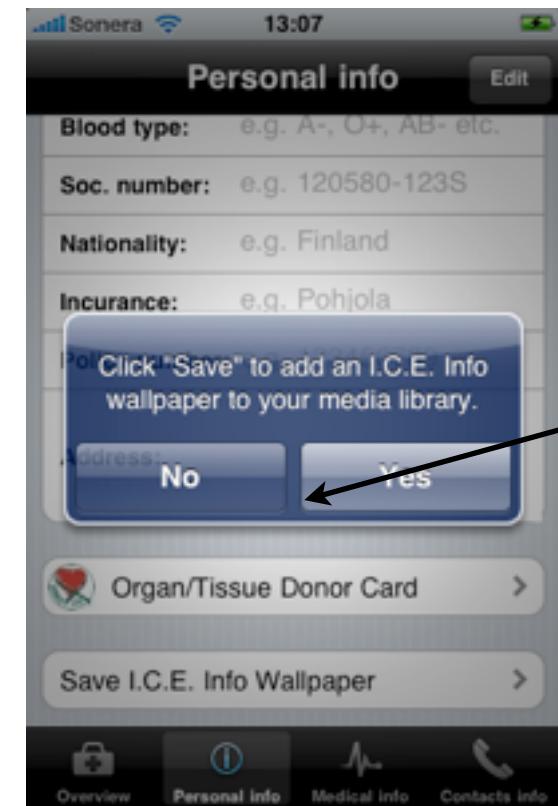 Sonera 13:07
Personal info Edit
Blood type: e.g. A-, O+, AB- etc.
Soc. number: e.g. 120580-123S
Nationality: e.g. Finland
Incurance: e.g. Pohjola
Click "Save" to add an I.C.E. Info
wallpaper to your media library.
Address:
No Yes
Organ/Tissue Donor Card
Save I.C.E. Info Wallpaper
Overview Personal info Medical info Contacts info